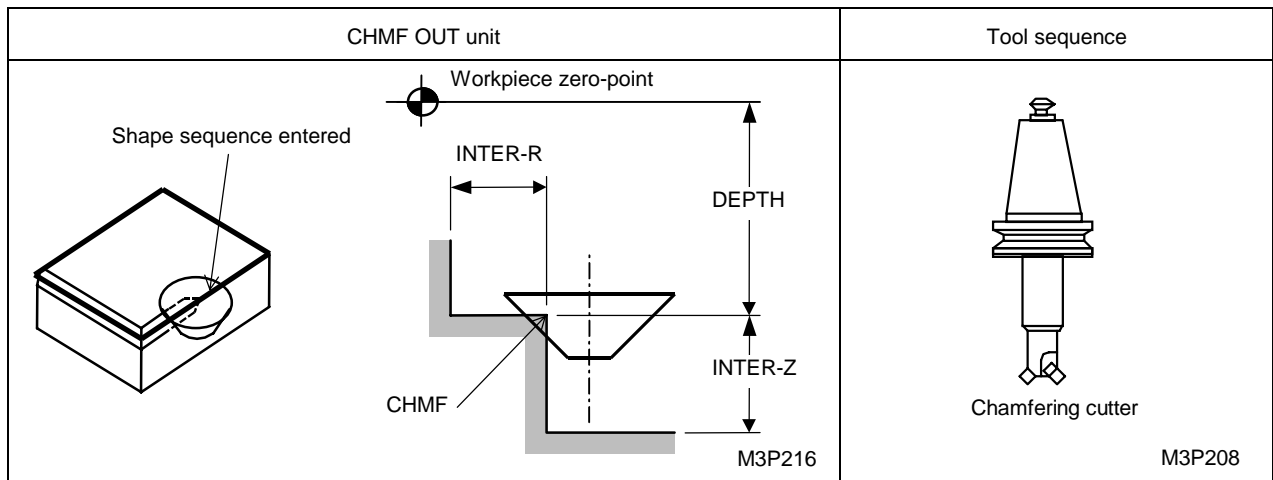 CHMF OUT unit
Tool sequence
Workpiece zero-point
Shape sequence entered
INTER-R
DEPTH
INTER-Z
CHMF
M3P216
Chamfering cutter
M3P208